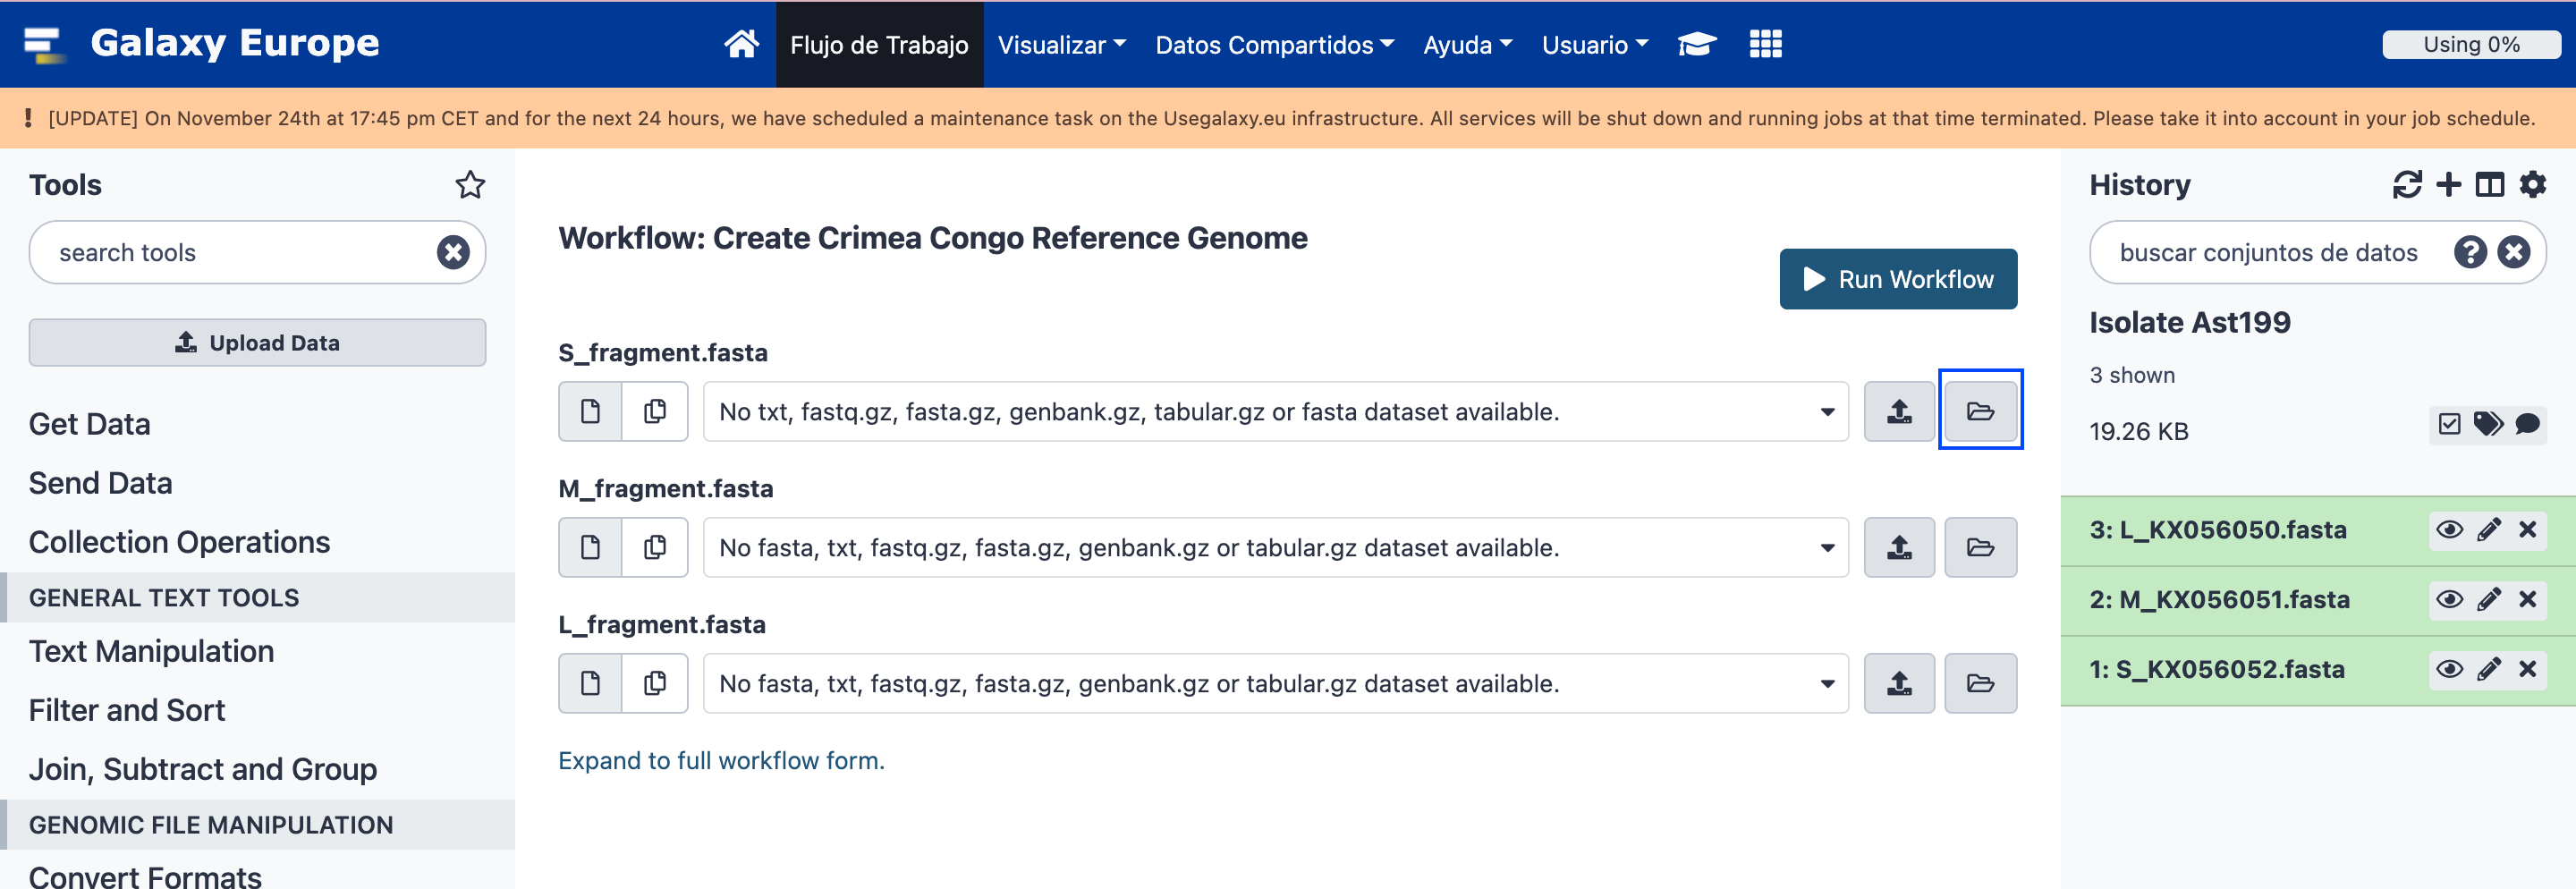 Galaxy Europe
Flujo de Trabajo
Visualizar
Datos Compartidos
Ayuda
Usuario
Using 0%
[UPDATE] On November 24th at 17:45 pm CET and for the next 24 hours, we have scheduled a maintenance task on the Usegalaxy.eu infrastructure. All services will be shut down and running jobs at that time terminated. Please take it into account in your job schedule.
Tools
search tools
Upload Data
Get Data
Send Data
Collection Operations
GENERAL TEXT TOOLS
Text Manipulation
Filter and Sort
Join, Subtract and Group
GENOMIC FILE MANIPULATION
Convert Formats
Workflow: Create Crimea Congo Reference Genome
Run Workflow
S_fragment.fasta
No txt, fastq.gz, fasta.gz, genbank.gz, tabular.gz or fasta dataset available.
M_fragment.fasta
No fasta, txt, fastq.gz, fasta.gz, genbank.gz or tabular.gz dataset available.
L_fragment.fasta
No fasta, txt, fastq.gz, fasta.gz, genbank.gz or tabular.gz dataset available.
Expand to full workflow form.
History
buscar conjuntos de datos
Isolate Ast199
3 shown
19.26 KB
3: L_KX056050.fasta
2: M_KX056051.fasta
1: S_KX056052.fasta